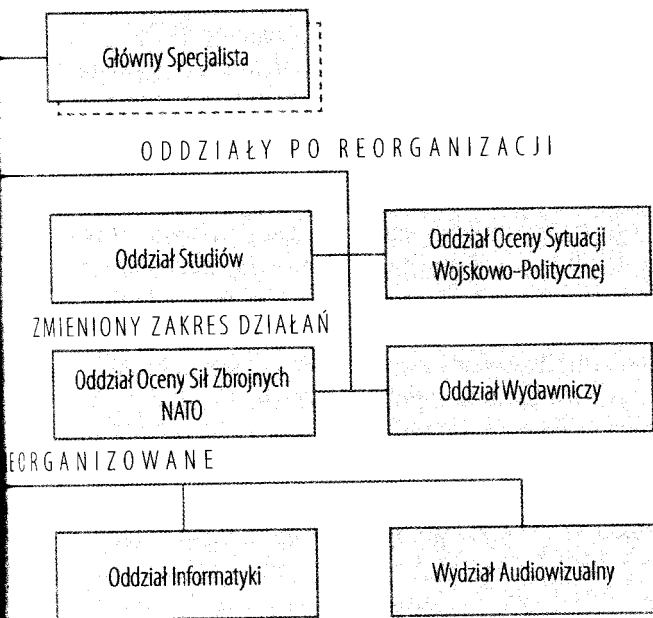 Główny Specjalista
ODDZIAŁY PO REORGANIZACJI
Oddział Studiów
Oddział Oceny Sytuacji
Wojskowo-Politycznej
ZMIENIONY ZAKRES DZIAŁAŃ
Oddział Oceny Sił Zbrojnych
NATO
Oddział Wydawniczy
EORGANIZOWANE
Oddział Informatyki
Wydział Audiowizualny